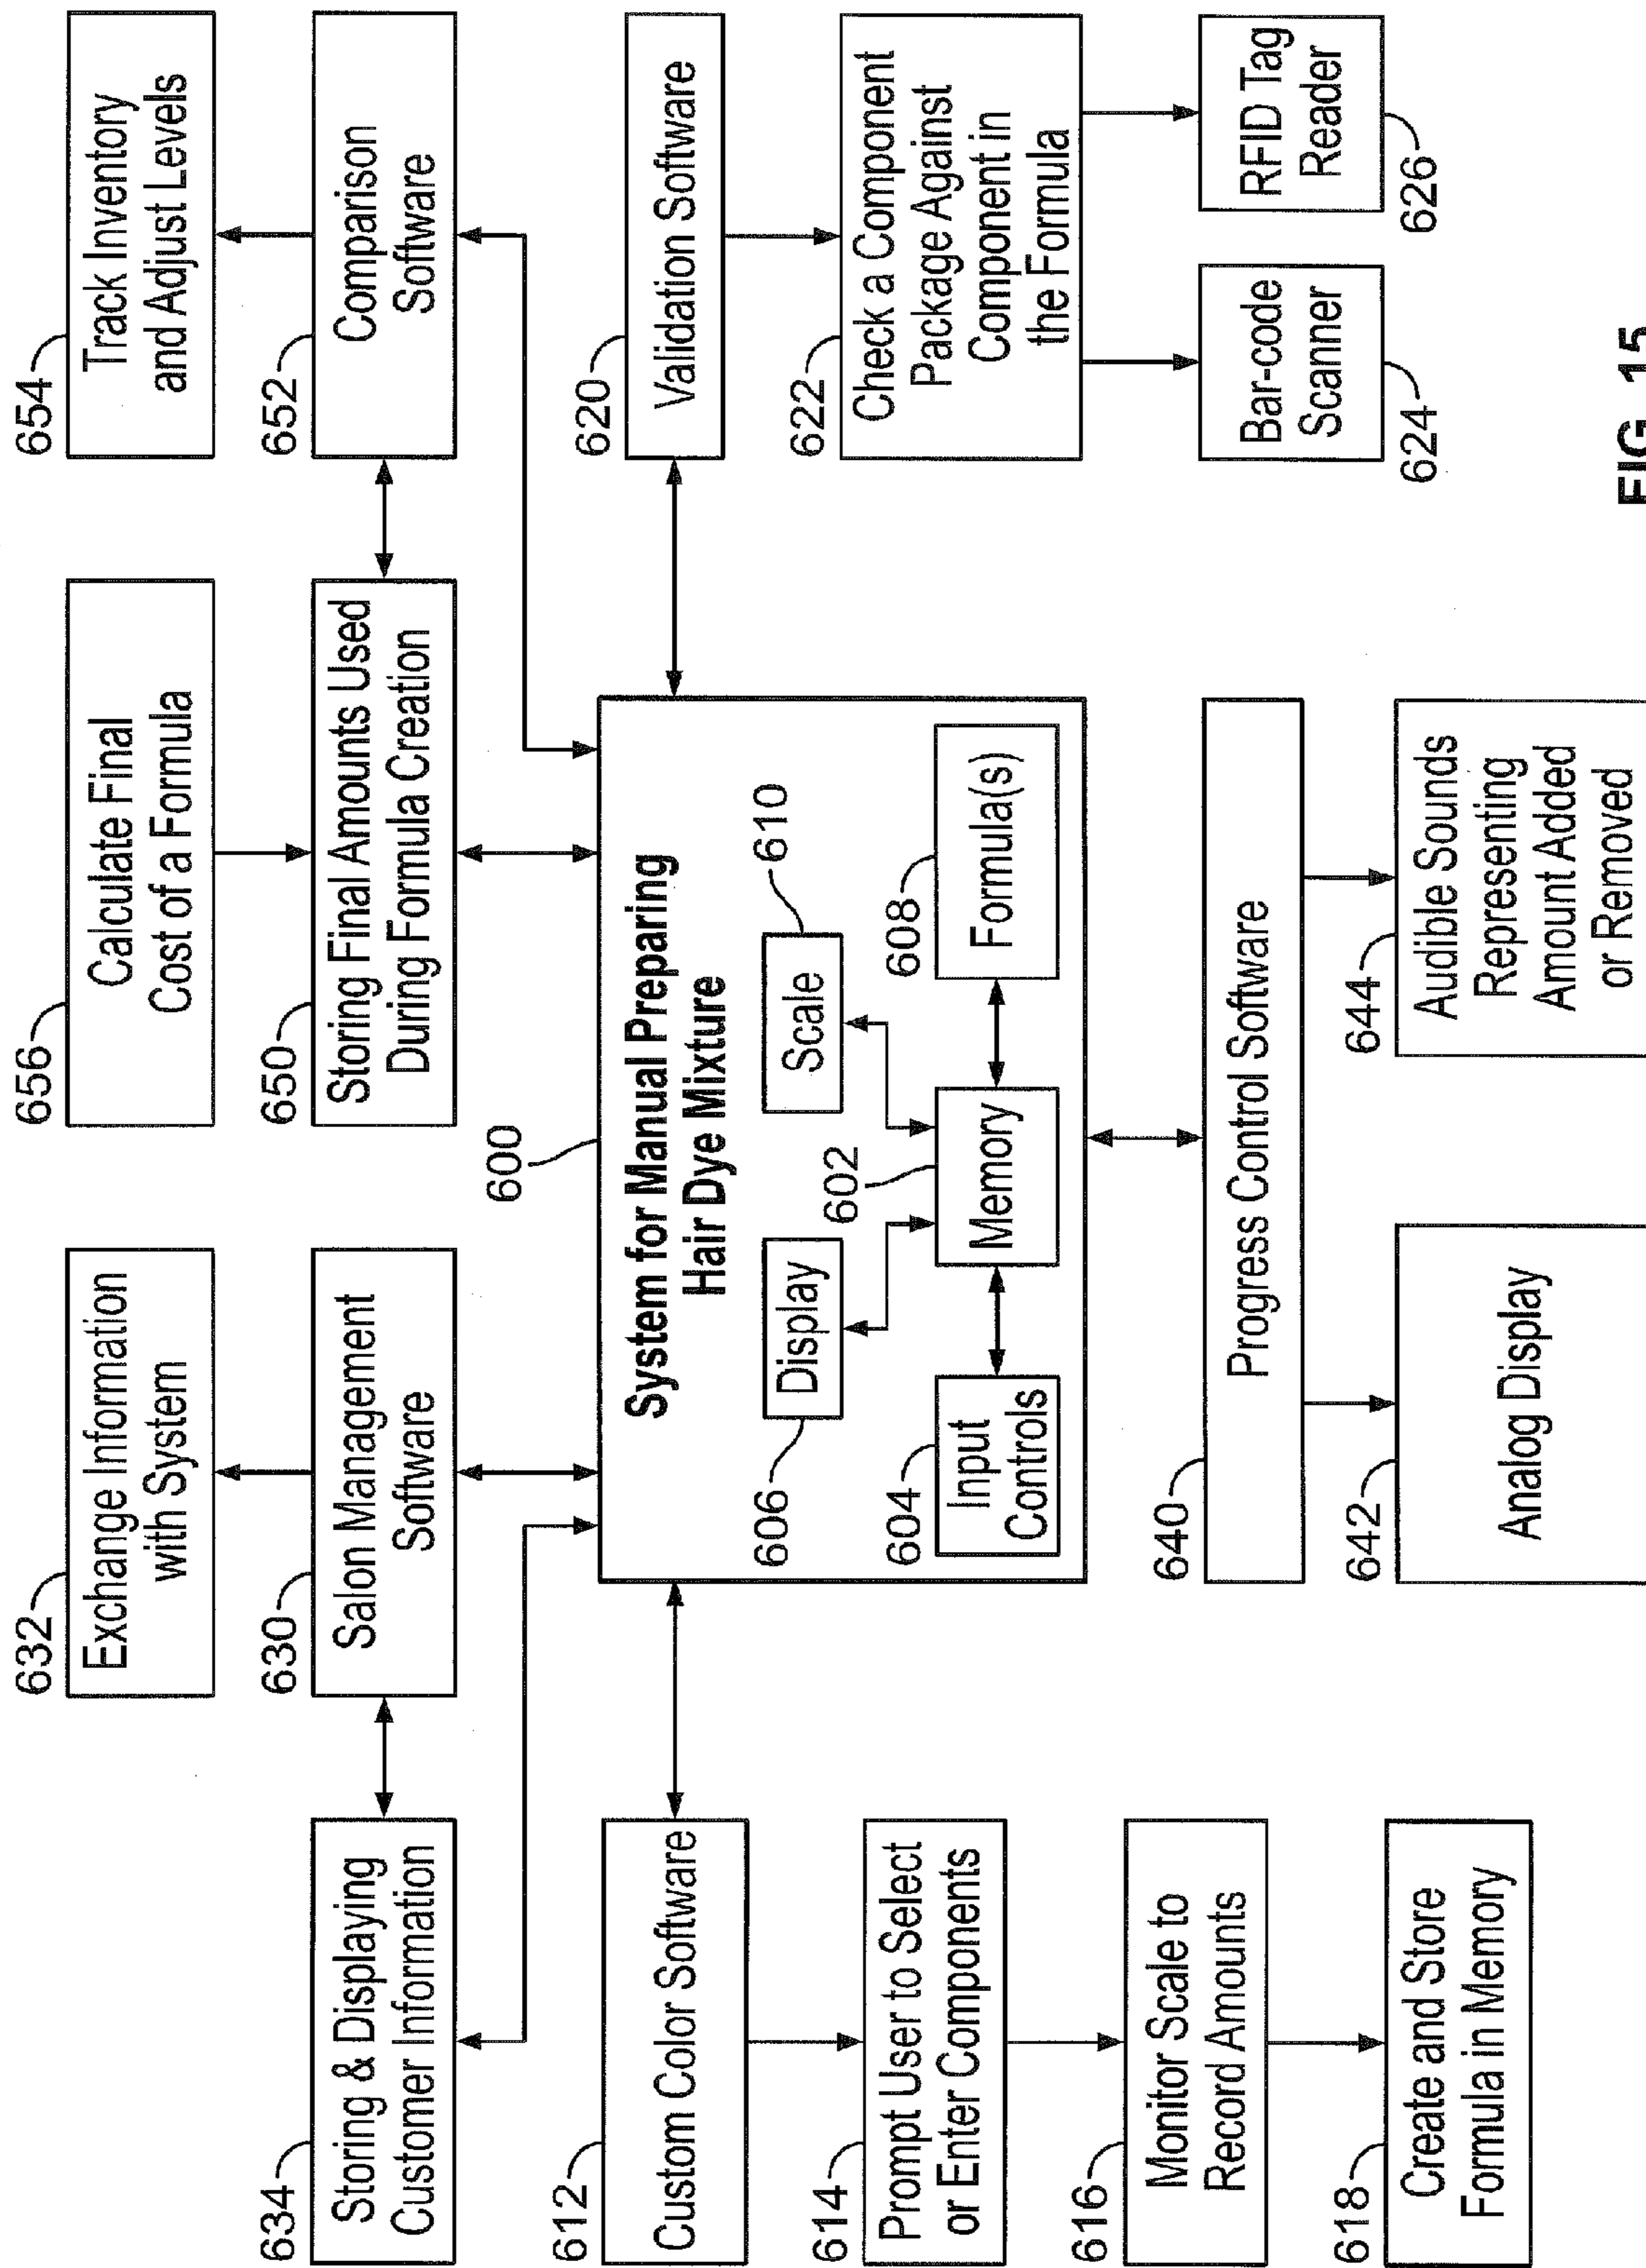 632
Exchange Information
with System
656
Calculate Final
Cost of a Formula
654
Track Inventory
and Adjust Levels
634
Storing & Displaying
Customer Information
630
Salon Management
Software
650
Storing Final Amounts Used
During Formula Creation
652
Comparison
Software
600
System for Manual Preparing
Hair Dye Mixture
606
Display
Scale
610
604
Input
Controls
602
Memory
608
Formula(s)
612
Custom Color Software
614
Prompt User to Select
or Enter Components
616
Monitor Scale to
Record Amounts
618
Create and Store
Formula in Memory
620
Validation Software
622
Check a Component
Package Against
Component in
the Formula
Bar-code
Scanner
624
RFID Tag
Reader
626
640
Progress Control Software
642
Analog Display
644
Audible Sounds
Representing
Amount Added
or Removed
FIG. 15